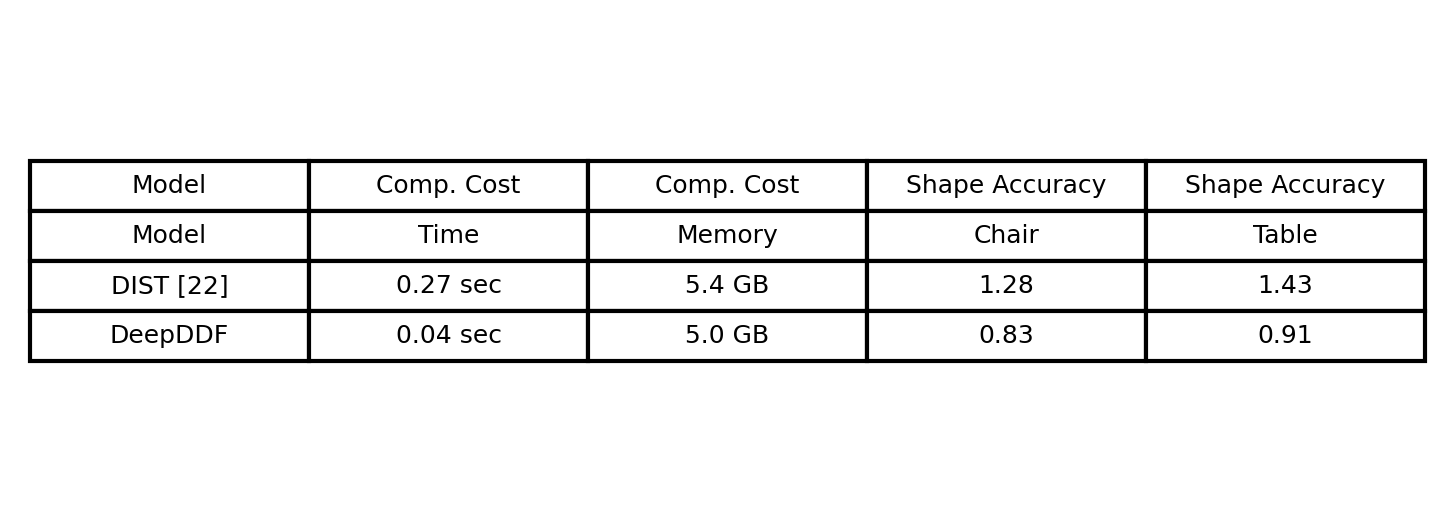 Model Comp. Cost Comp. Cost Shape Accuracy Shape Accuracy
Model Time Memory Chair Table
DIST [22] 0.27 sec 5.4 GB 1.28 1.43
DeepDDF 0.04 sec 5.0 GB 0.83 0.91